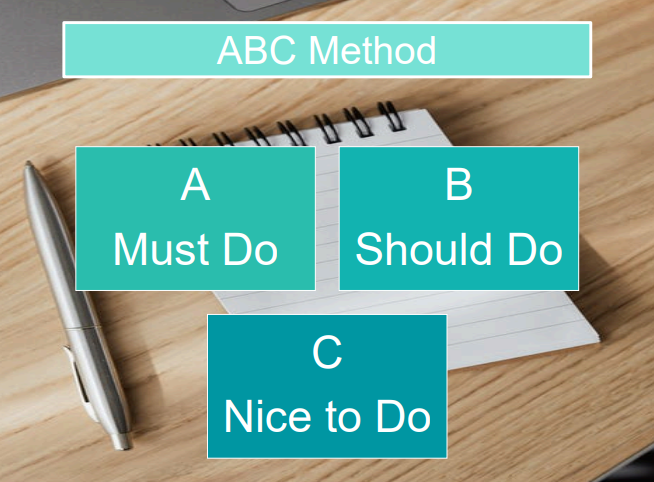 ABC Method
A
Must Do
B
Should Do
C
Nice to Do